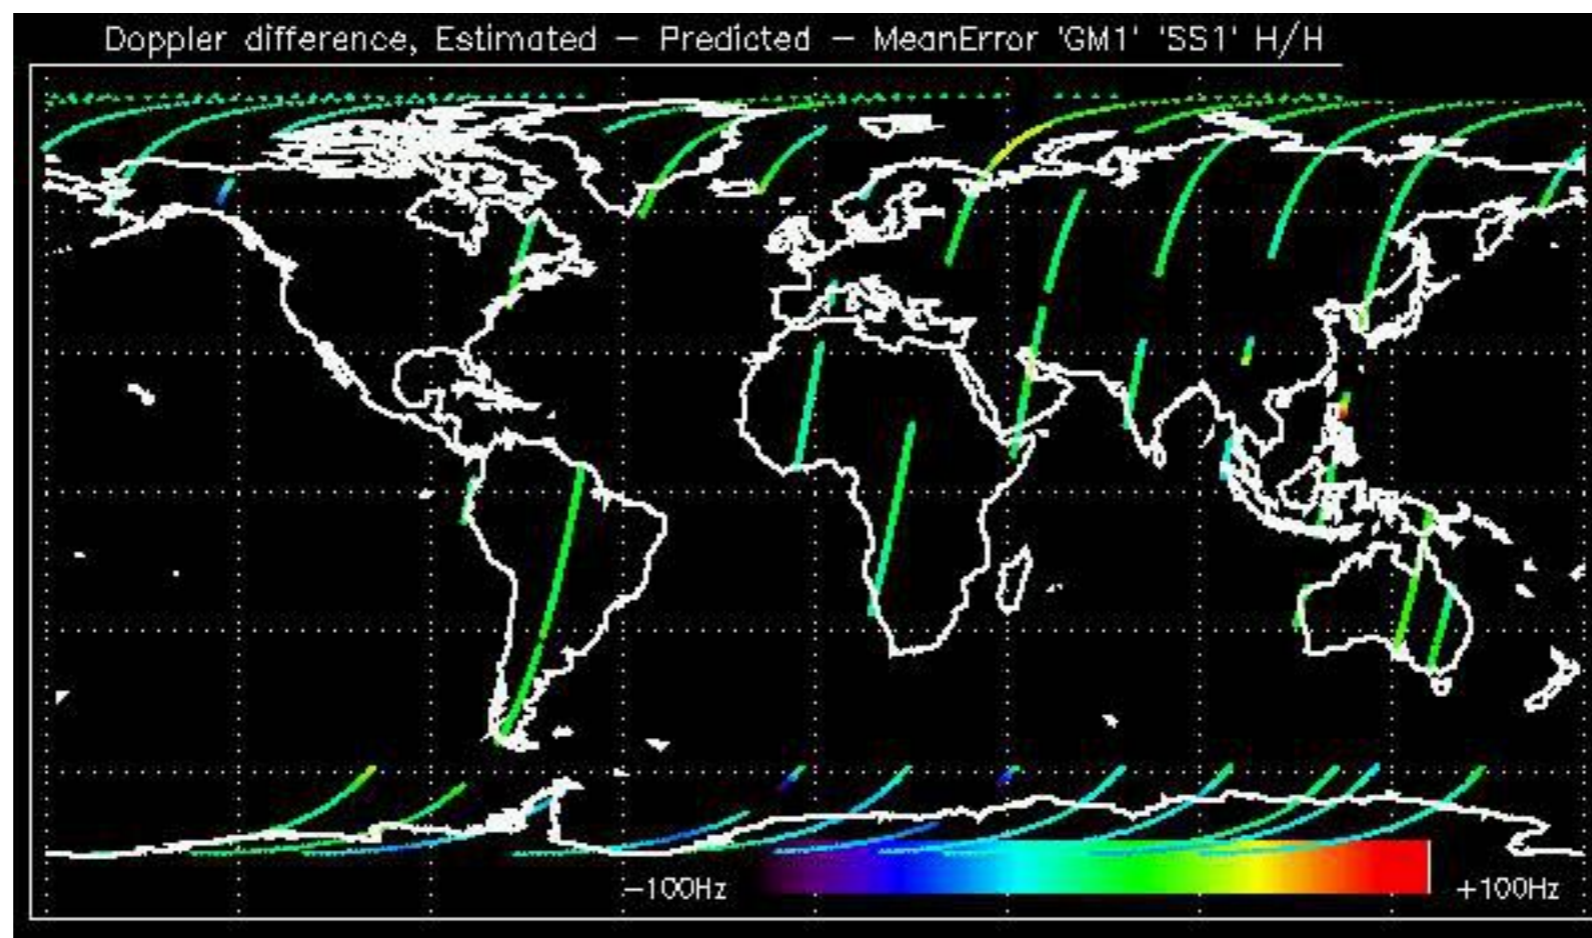 Doppler difference, Estimated – Predicted – MeanError 'GM1' 'SS1' H/H
–100Hz
+100Hz